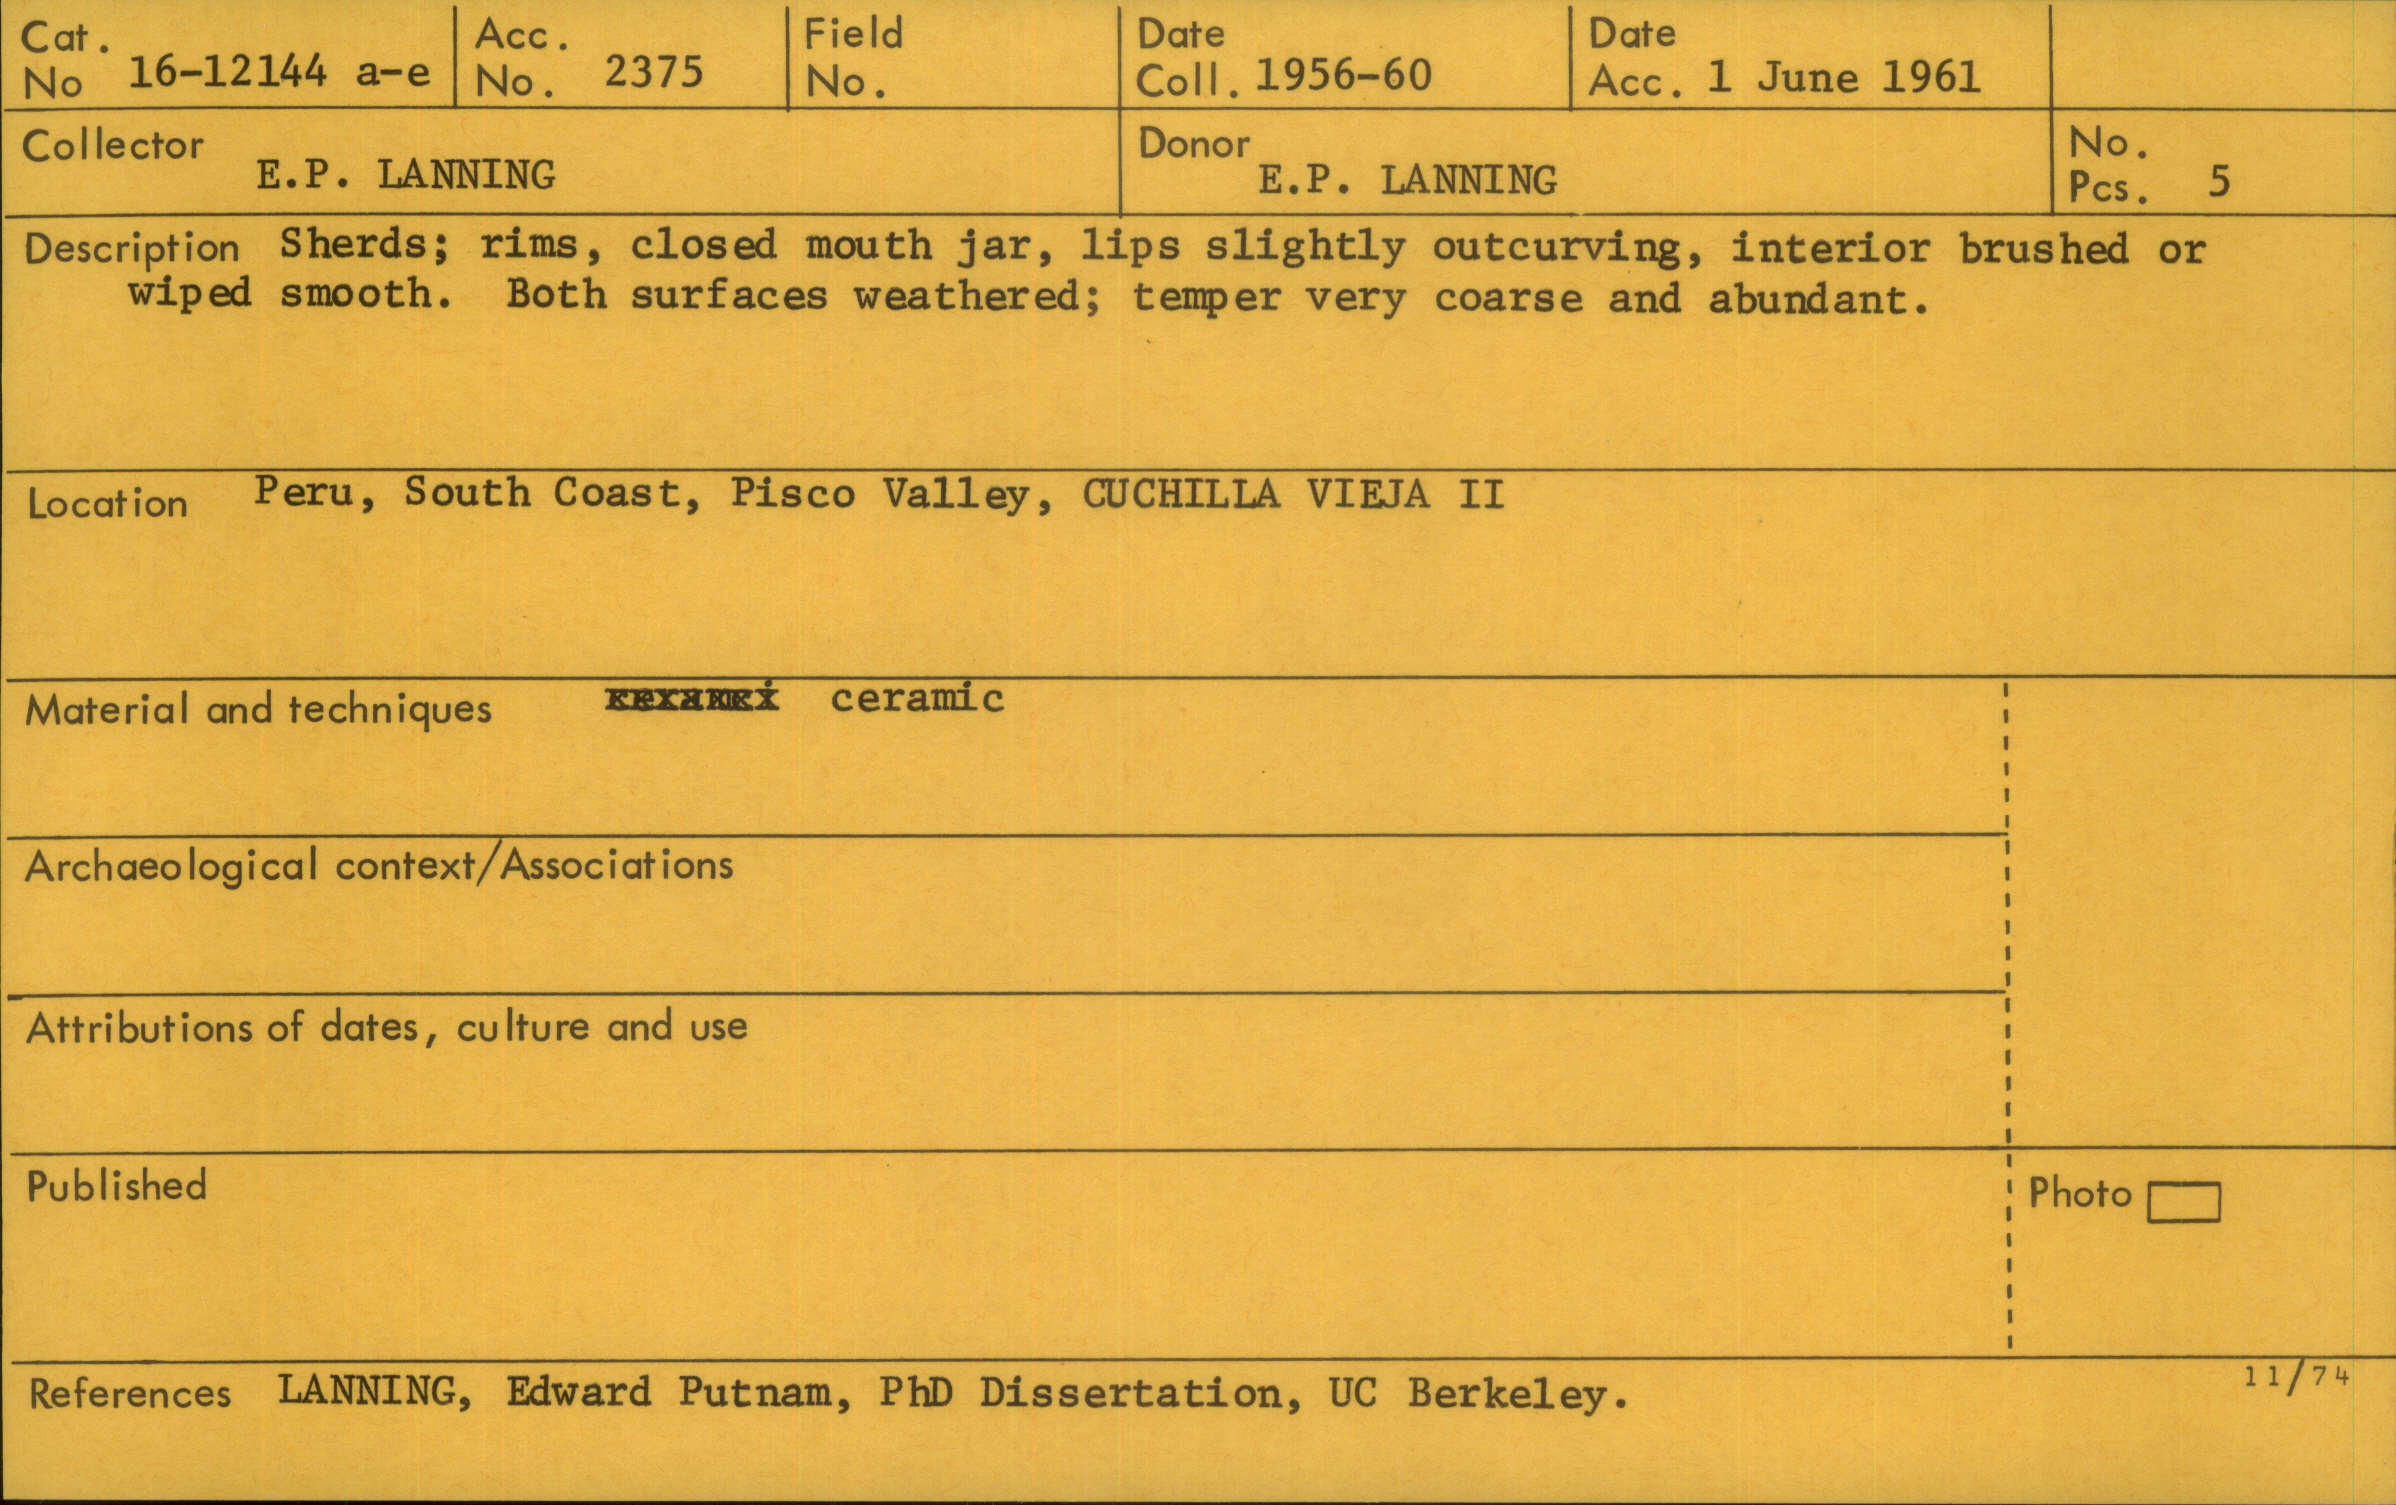 Cat. No 16-12144 a-e
Acc. No. 2375
Field No.
Date Coll. 1956-60
Date Acc. 1 June 1961
Collector E.P. LANNING
Donor E.P. LANNING
No. Pcs. 5
Description Sherds; rims, closed mouth jar, lips slightly outcurving, interior brushed or
wiped smooth. Both surfaces weathered; temper very coarse and abundant.
Location Peru, South Coast, Pisco Valley, CUCHILLA VIEJA II
Material and techniques ceramic
Archaeological context/Associations
Attributions of dates, culture and use
Published
Photo
References LANNING, Edward Putnam, PhD Dissertation, UC Berkeley.
11/74